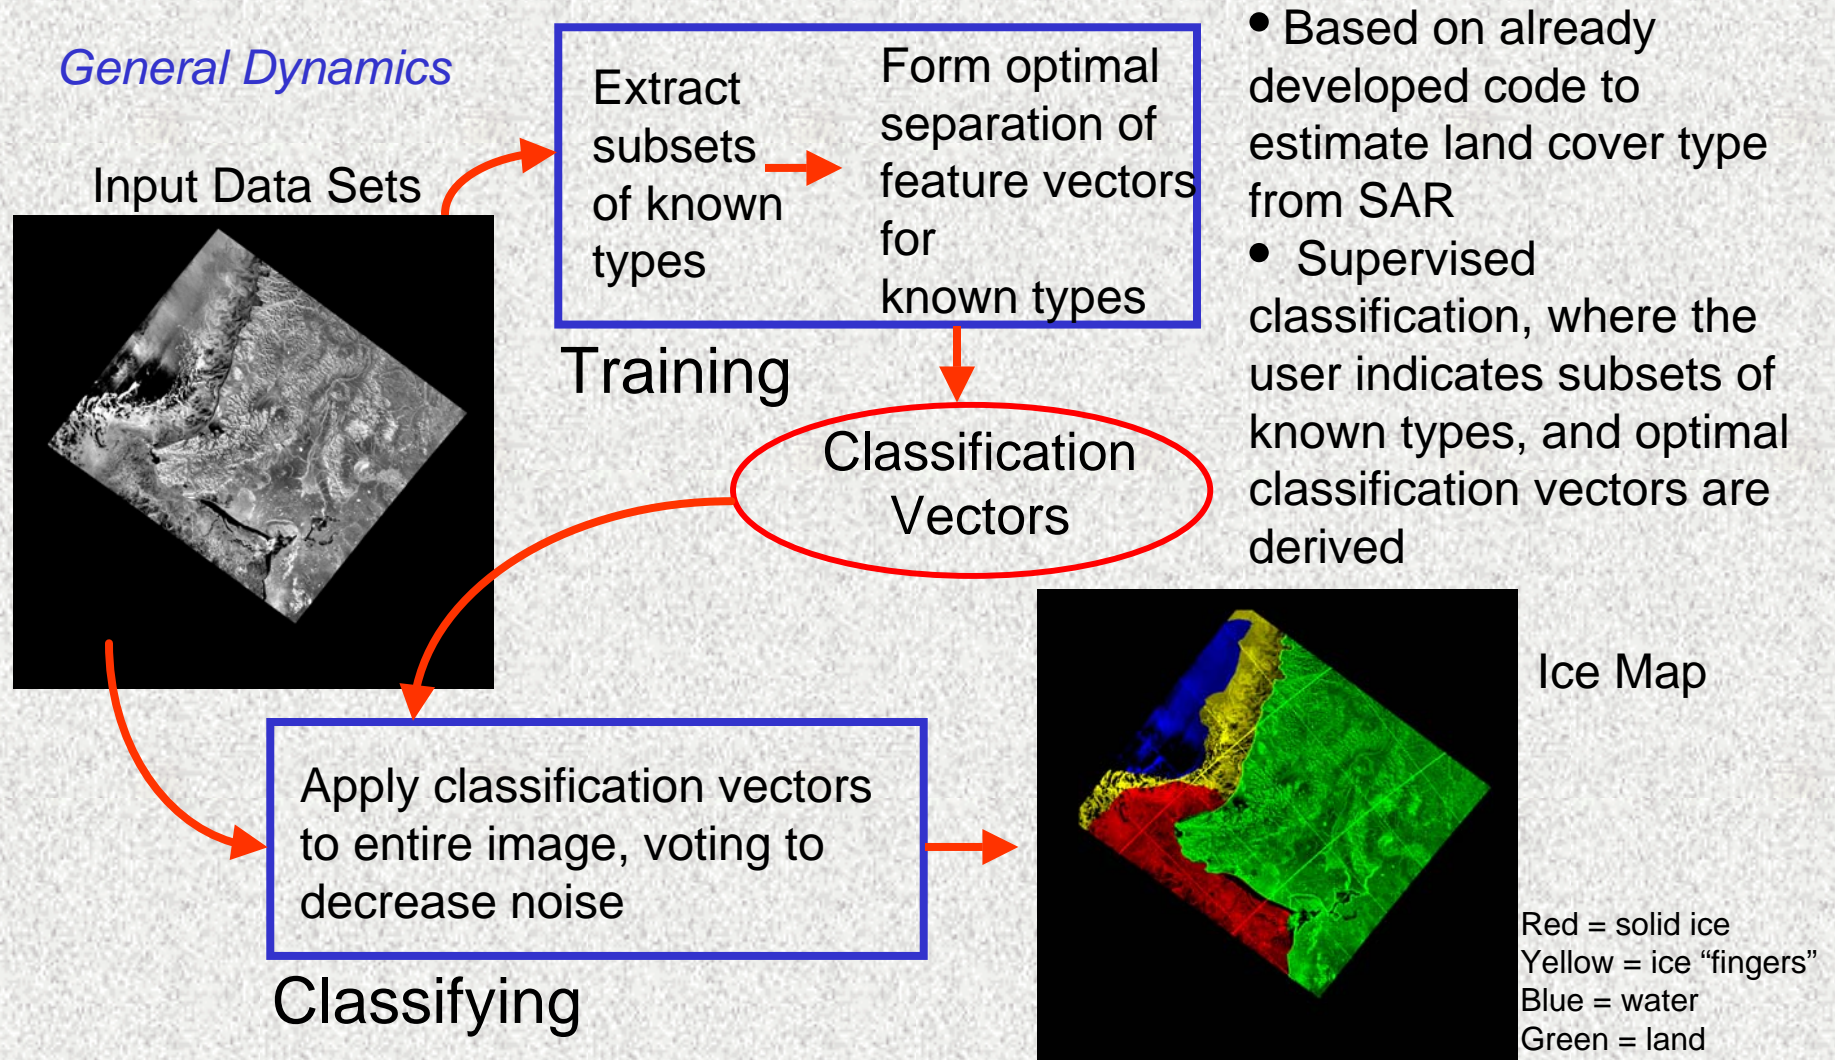 General Dynamics
Input Data Sets
Extract
subsets
of known
types
Form optimal
separation of
feature vectors
for
known types
Training
Classification
Vectors
• Based on already
developed code to
estimate land cover type
from SAR
• Supervised
classification, where the
user indicates subsets of
known types, and optimal
classification vectors are
derived
Apply classification vectors
to entire image, voting to
decrease noise
Classifying
Ice Map
Red = solid ice
Yellow = ice “fingers”
Blue = water
Green = land